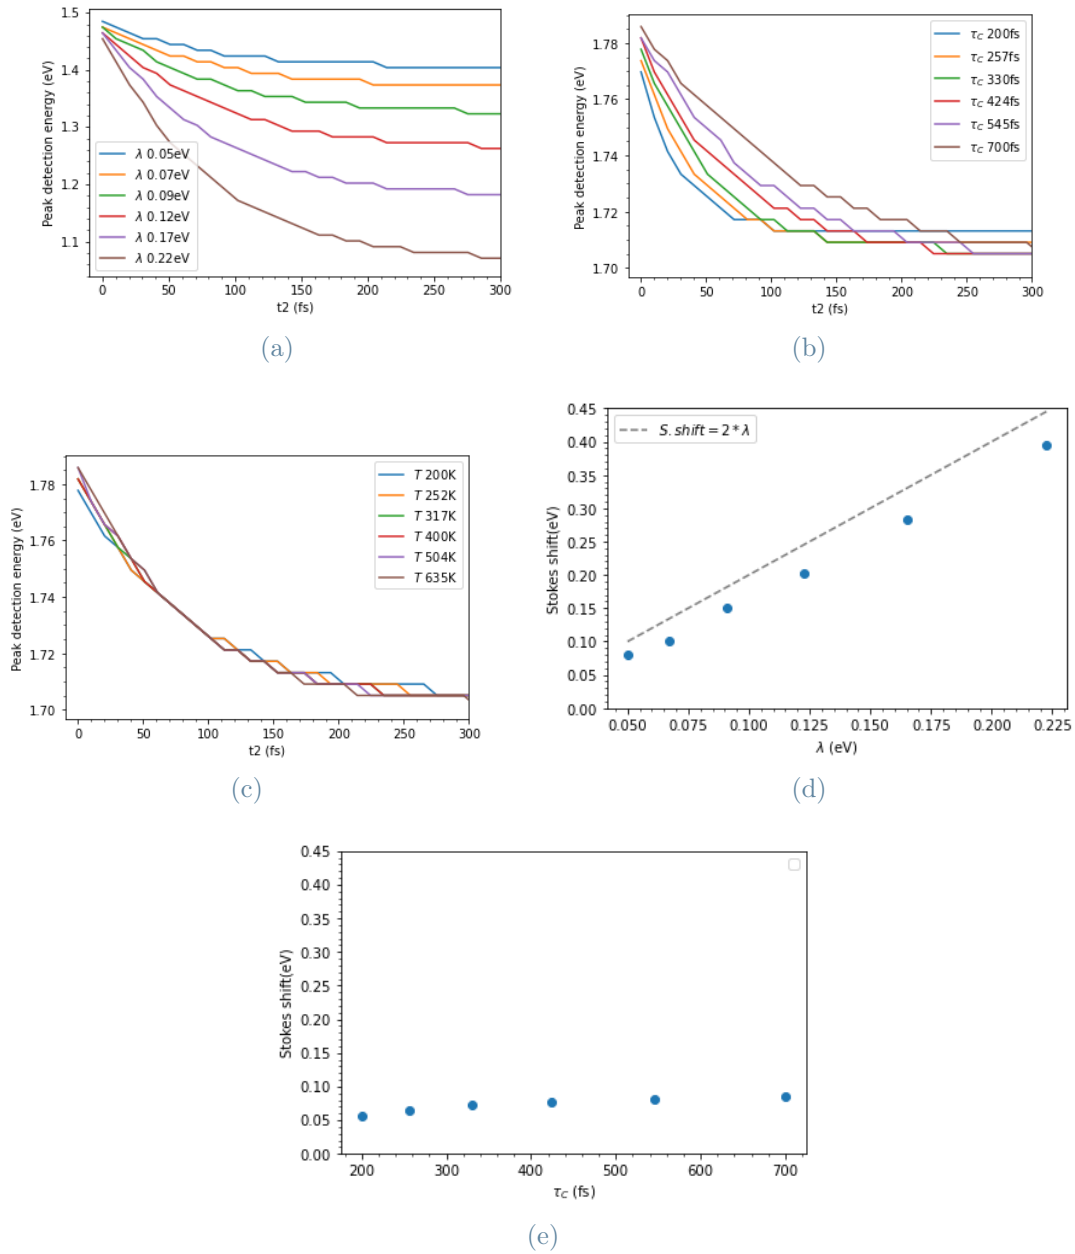 1.5
1.4
1.3
1.2
1.1
Peak detection energy (eV)
λ 0.05eV
λ 0.07eV
λ 0.09eV
λ 0.12eV
λ 0.17eV
λ 0.22eV
0 50 100 150 200 250 300
t2 (fs)
(a)
1.78
1.76
1.74
1.72
1.70
Peak detection energy (eV)
τC 200fs
τC 257fs
τC 330fs
τC 424fs
τC 545fs
τC 700fs
0 50 100 150 200 250 300
t2 (fs)
(b)
1.78
1.76
1.74
1.72
1.70
Peak detection energy (eV)
T 200K
T 252K
T 317K
T 400K
T 504K
T 635K
0 50 100 150 200 250 300
t2 (fs)
(c)
0.45
0.40
0.35
0.30
0.25
0.20
0.15
0.10
0.05
0.00
Stokes shift(eV)
S.shift = 2 * λ
0.050 0.075 0.100 0.125 0.150 0.175 0.200 0.225
λ (eV)
(d)
0.45
0.40
0.35
0.30
0.25
0.20
0.15
0.10
0.05
0.00
Stokes shift(eV)
200 300 400 500 600 700
τC (fs)
(e)